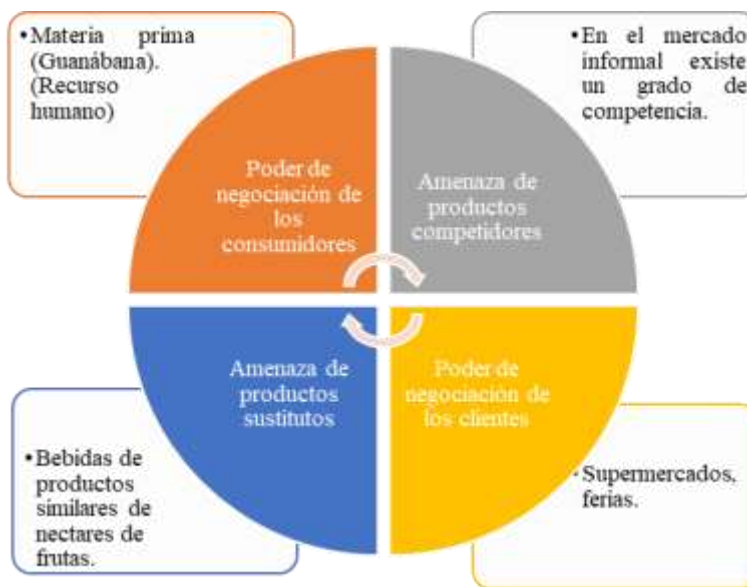 •Materia prima
(Guanábana).
(Recurso
humano)
•En el mercado
informal existe
un grado de
competencia.
Poder de
negociación de
los
consumidores
Amenaza de
productos
competidores
Amenaza de
productos
sustitutos
Poder de
negociación de
los clientes
•Bebidas de
productos
similares de
nectares de
frutas.
•Supermercados,
ferias.